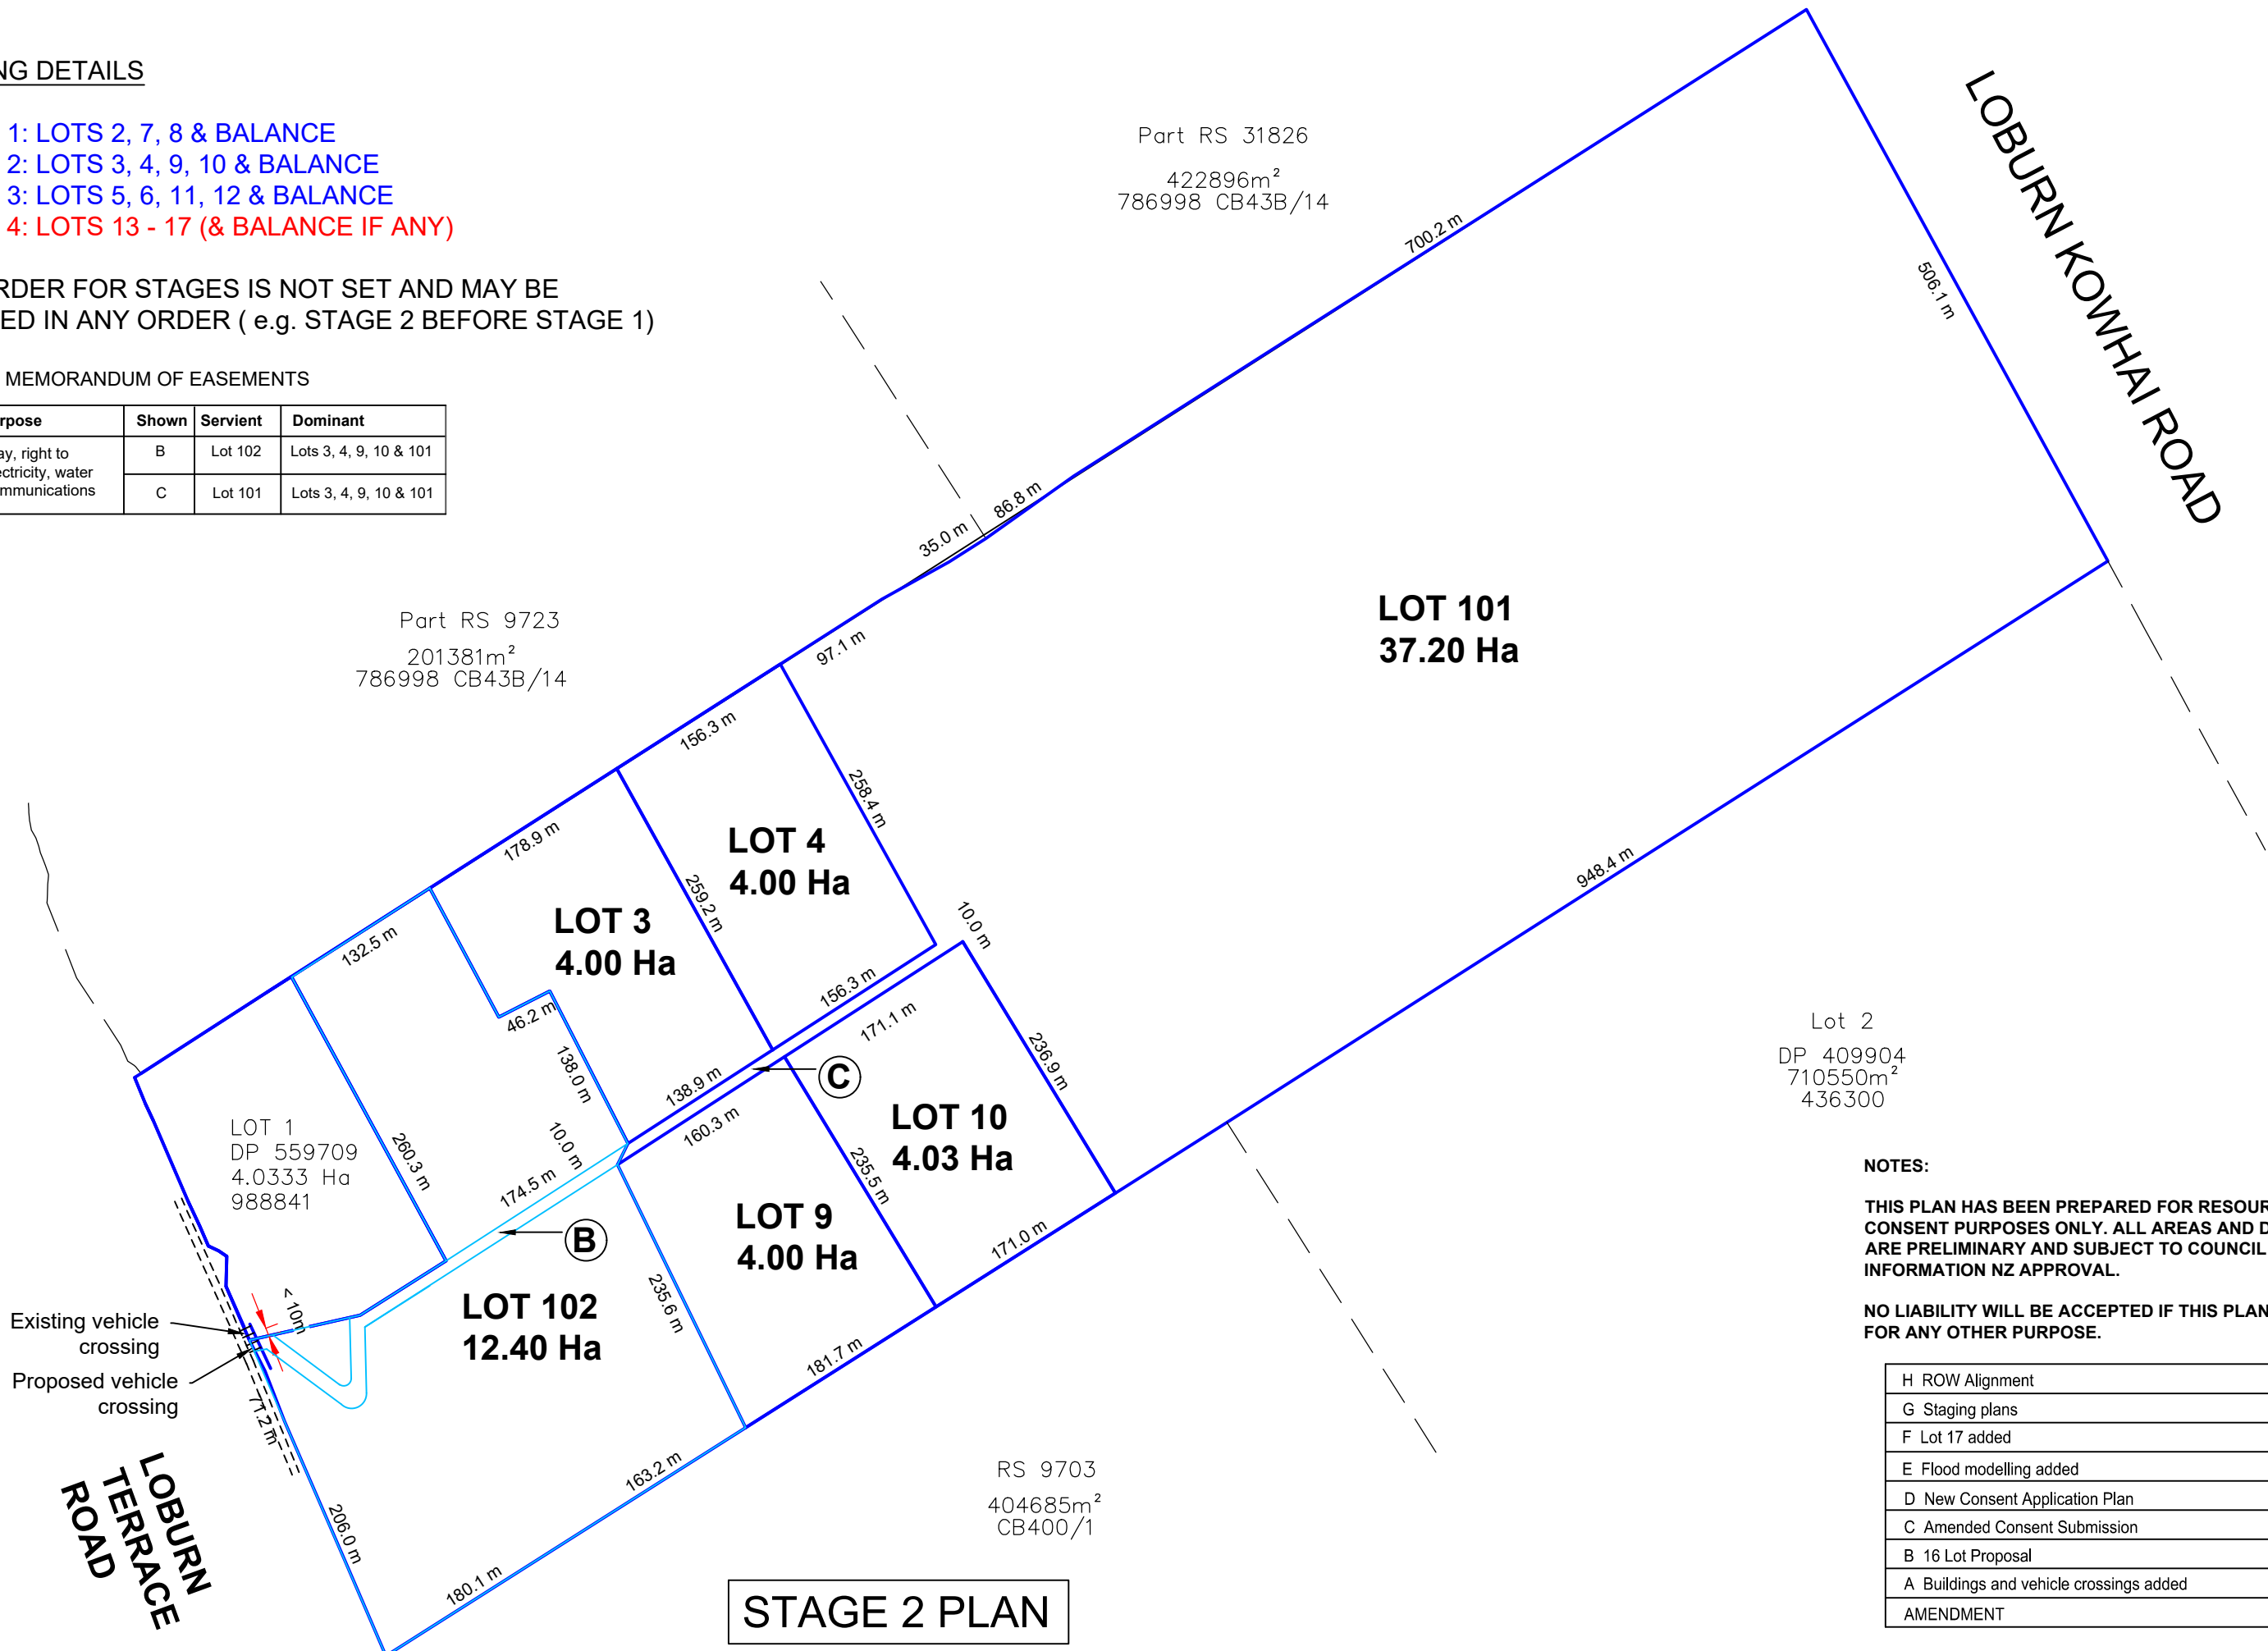 NG DETAILS
1: LOTS 2, 7, 8 & BALANCE
2: LOTS 3, 4, 9, 10 & BALANCE
3: LOTS 5, 6, 11, 12 & BALANCE
4: LOTS 13 - 17 (& BALANCE IF ANY)
RDER FOR STAGES IS NOT SET AND MAY BE
ED IN ANY ORDER ( e.g. STAGE 2 BEFORE STAGE 1)
MEMORANDUM OF EASEMENTS
rpose Shown Servient Dominant
ay, right to
ectricity, water
mmunications
B Lot 102 Lots 3, 4, 9, 10 & 101
C Lot 101 Lots 3, 4, 9, 10 & 101
Part RS 31826
422896m²
786998 CB43B/14
LOBURN KOWHAI ROAD
700.2 m
506.1 m
86.8 m
35.0 m
97.1 m
Part RS 9723
201381m²
786998 CB43B/14
LOT 101
37.20 Ha
156.3 m
258.4 m
178.9 m
LOT 4
4.00 Ha
259.2 m
LOT 3
4.00 Ha
948.4 m
132.5 m
10.0 m
156.3 m
171.1 m
46.2 m
138.0 m
138.9 m
C
236.9 m
160.3 m
LOT 10
4.03 Ha
Lot 2
DP 409904
710550m²
436300
LOT 1
DP 559709
4.0333 Ha
988841
260.3 m
10.0 m
174.5 m
B
235.5 m
LOT 9
4.00 Ha
171.0 m
235.6 m
181.7 m
< 10m
LOT 102
12.40 Ha
Existing vehicle
crossing
Proposed vehicle
crossing
71.2 m
LOBURN
TERRACE
ROAD
206.0 m
163.2 m
180.1 m
RS 9703
404685m²
CB400/1
STAGE 2 PLAN
NOTES:
THIS PLAN HAS BEEN PREPARED FOR RESOUR
CONSENT PURPOSES ONLY. ALL AREAS AND D
ARE PRELIMINARY AND SUBJECT TO COUNCIL
INFORMATION NZ APPROVAL.
NO LIABILITY WILL BE ACCEPTED IF THIS PLAN
FOR ANY OTHER PURPOSE.
H ROW Alignment
G Staging plans
F Lot 17 added
E Flood modelling added
D New Consent Application Plan
C Amended Consent Submission
B 16 Lot Proposal
A Buildings and vehicle crossings added
AMENDMENT